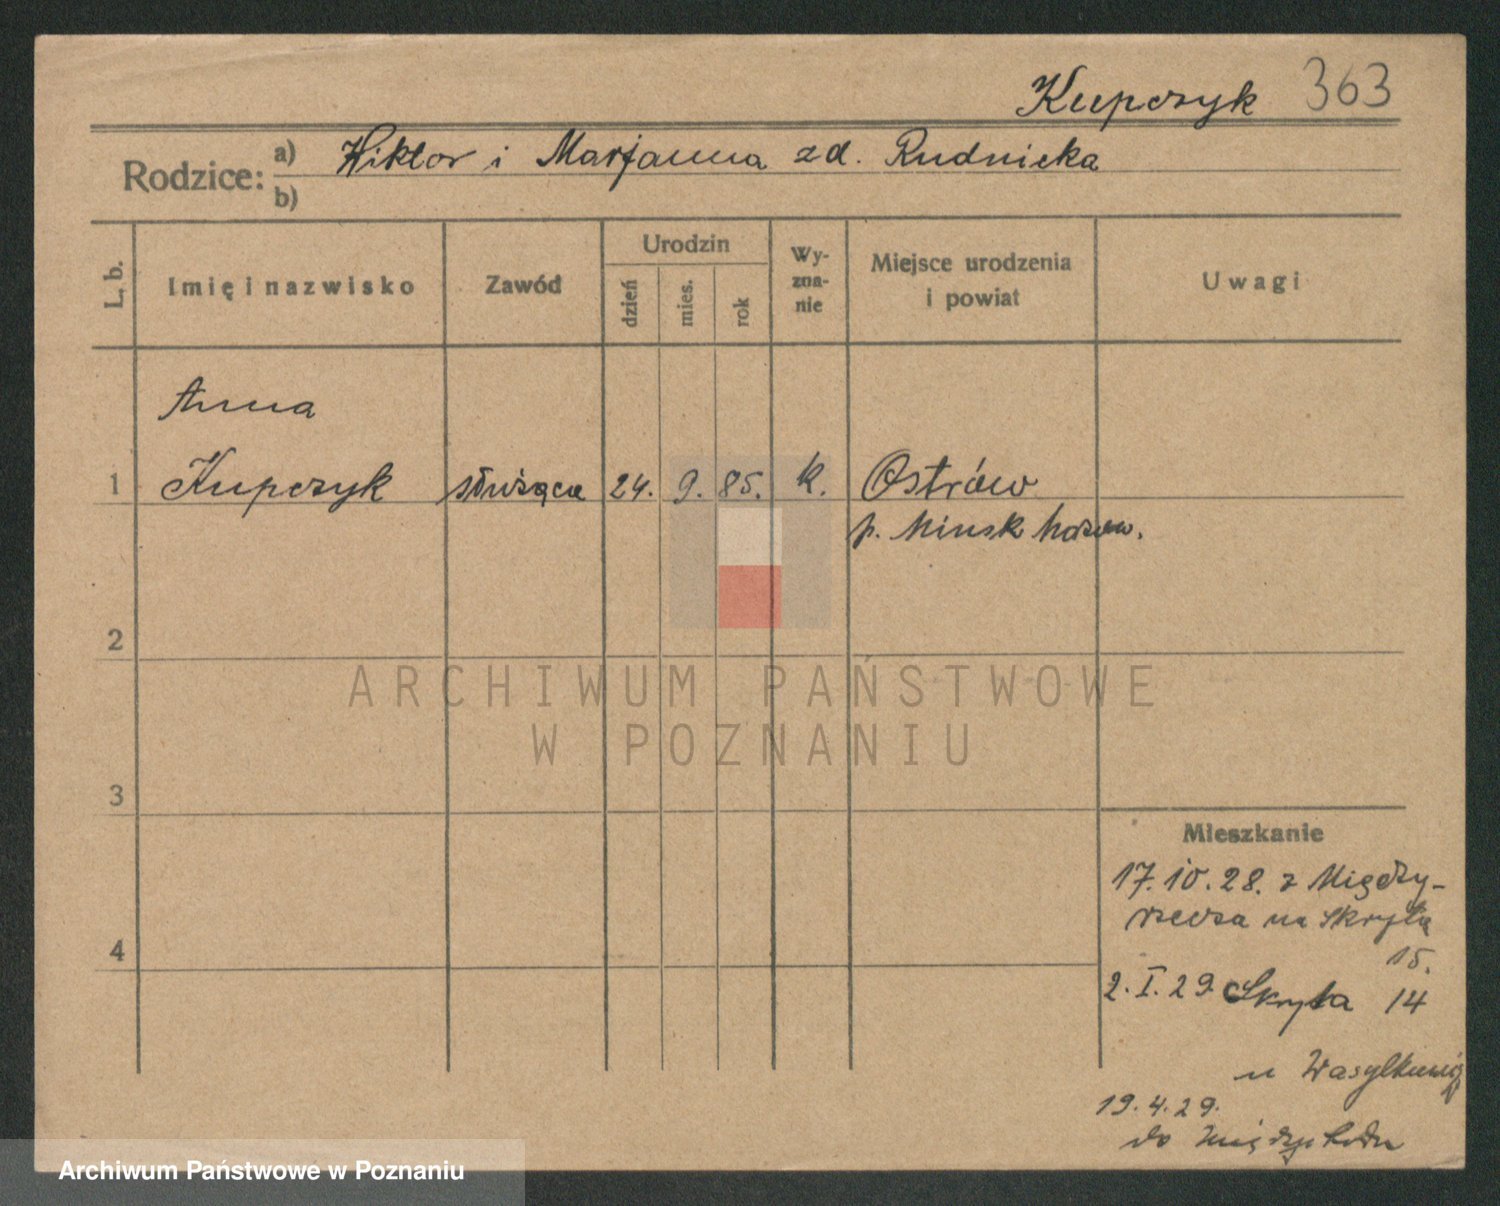 Kupczyk 363
Rodzice: a) Wiktor i Marjanna zd. Rudnicka
b)
L. b.
Imię i nazwisko
Zawód
Urodzin
dzień
mies.
rok
Wy-
zna-
nie
Miejsce urodzenia
i powiat
Uwagi
Anna
1 Kupczyk służąca 24. 9. 85. k. Ostrów
p. Minsk Mazow.
2
3
4
ARCHIWUM PAŃSTWOWE
W POZNANIU
Mieszkanie
17.10.28. z Między-
rzecza na Skrytą
15.
2.I.29. Skryta 14
u
19.4.29.
do Międzychodu
Archiwum Państwowe w Poznaniu